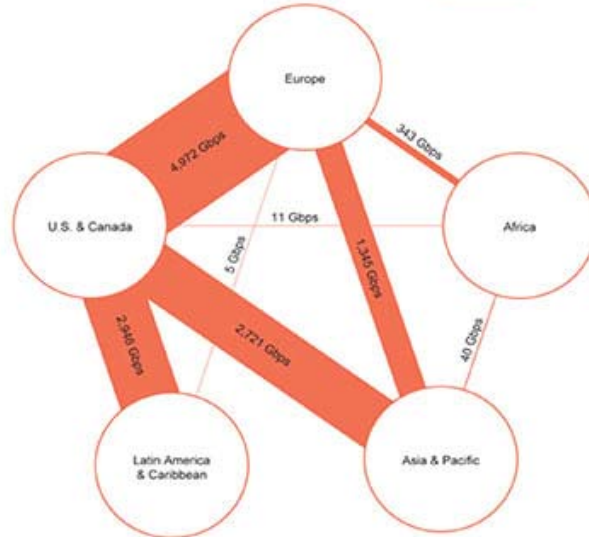 Europe
4,972 Gbps
343 Gbps
U.S. & Canada
11 Gbps
Africa
5 Gbps
1,345 Gbps
2,946 Gbps
2,721 Gbps
40 Gbps
Latin America
& Caribbean
Asia & Pacific